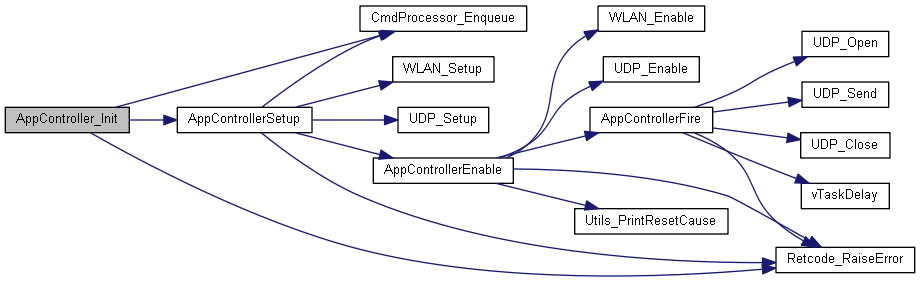 AppController_Init
CmdProcessor_Enqueue
AppControllerSetup
WLAN_Setup
UDP_Setup
AppControllerEnable
WLAN_Enable
UDP_Enable
AppControllerFire
Utils_PrintResetCause
UDP_Open
UDP_Send
UDP_Close
vTaskDelay
Retcode_RaiseError